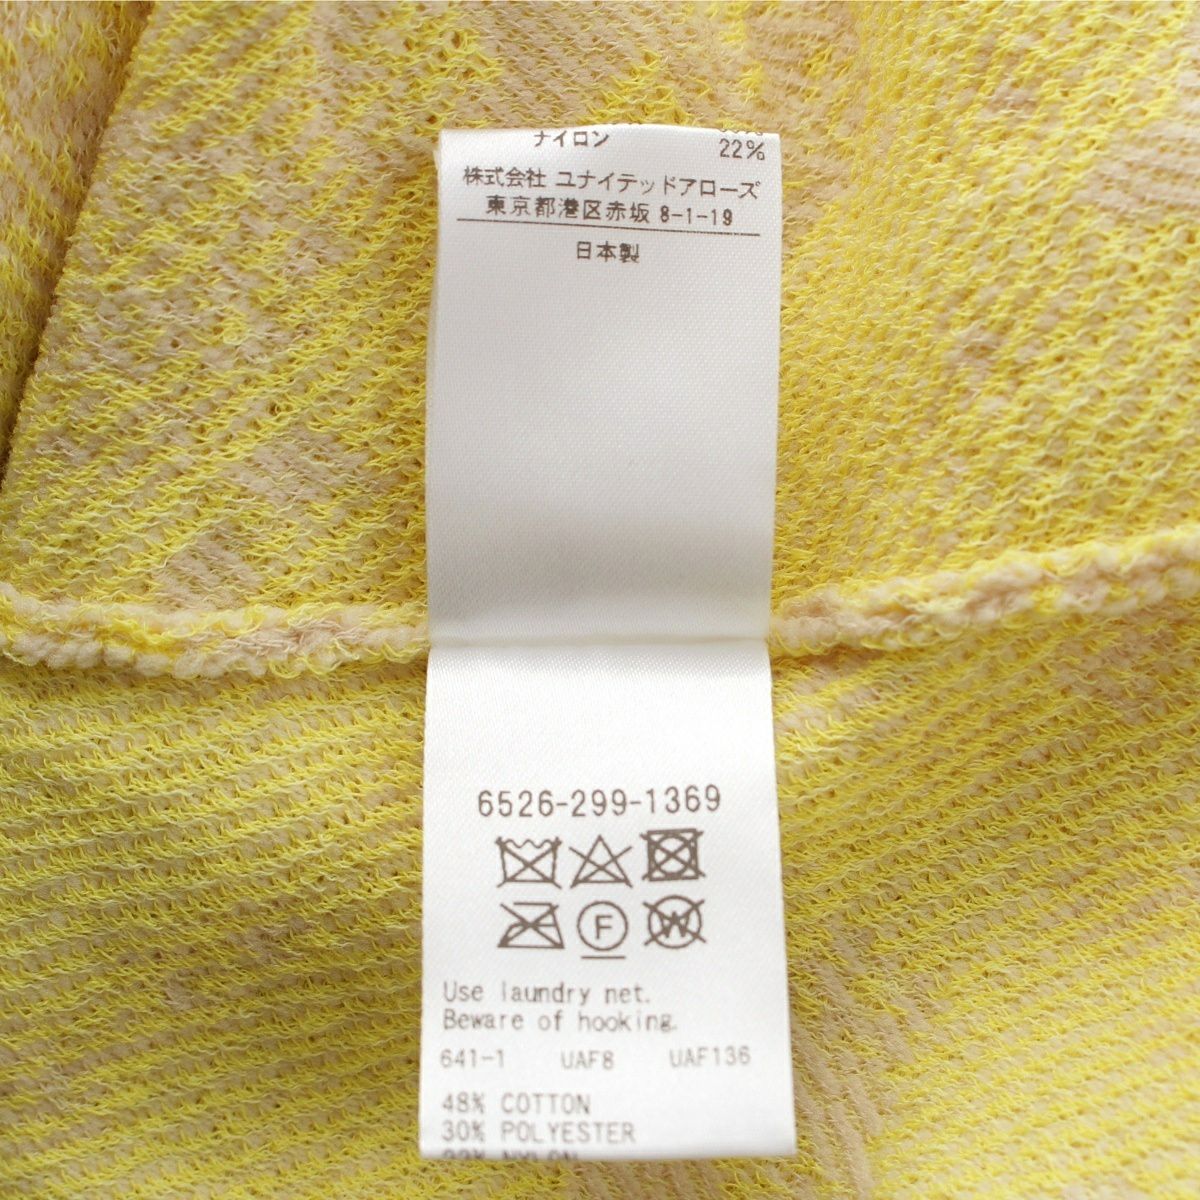 ナイロン 22%
株式会社 ユナイテッドアローズ
東京都港区赤坂 8-1-19
日本製
6526-299-1369
F W
Use laundry net.
Beware of hooking.
641-1 UAF8 UAF136
48% COTTON
30% POLYESTER
22% NYLON